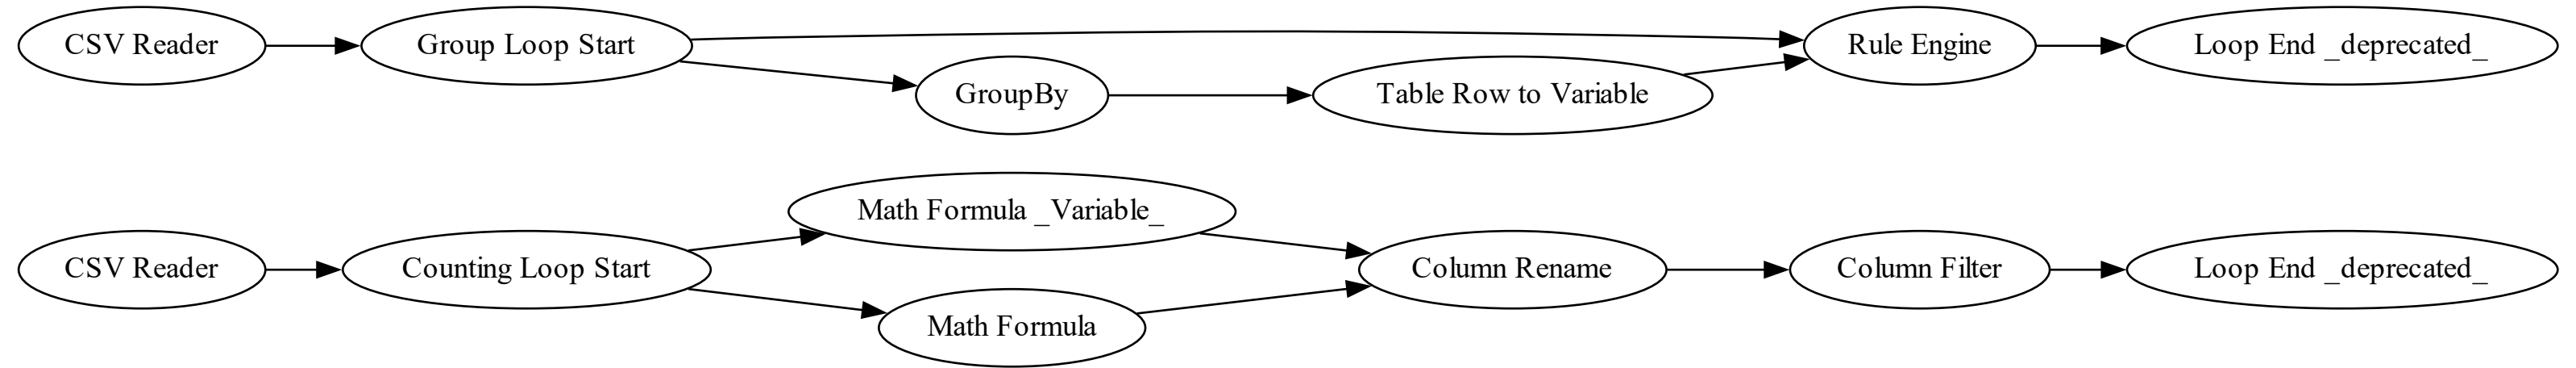 CSV Reader
Group Loop Start
GroupBy
Table Row to Variable
Rule Engine
Loop End _deprecated_
CSV Reader
Counting Loop Start
Math Formula _Variable_
Math Formula
Column Rename
Column Filter
Loop End _deprecated_